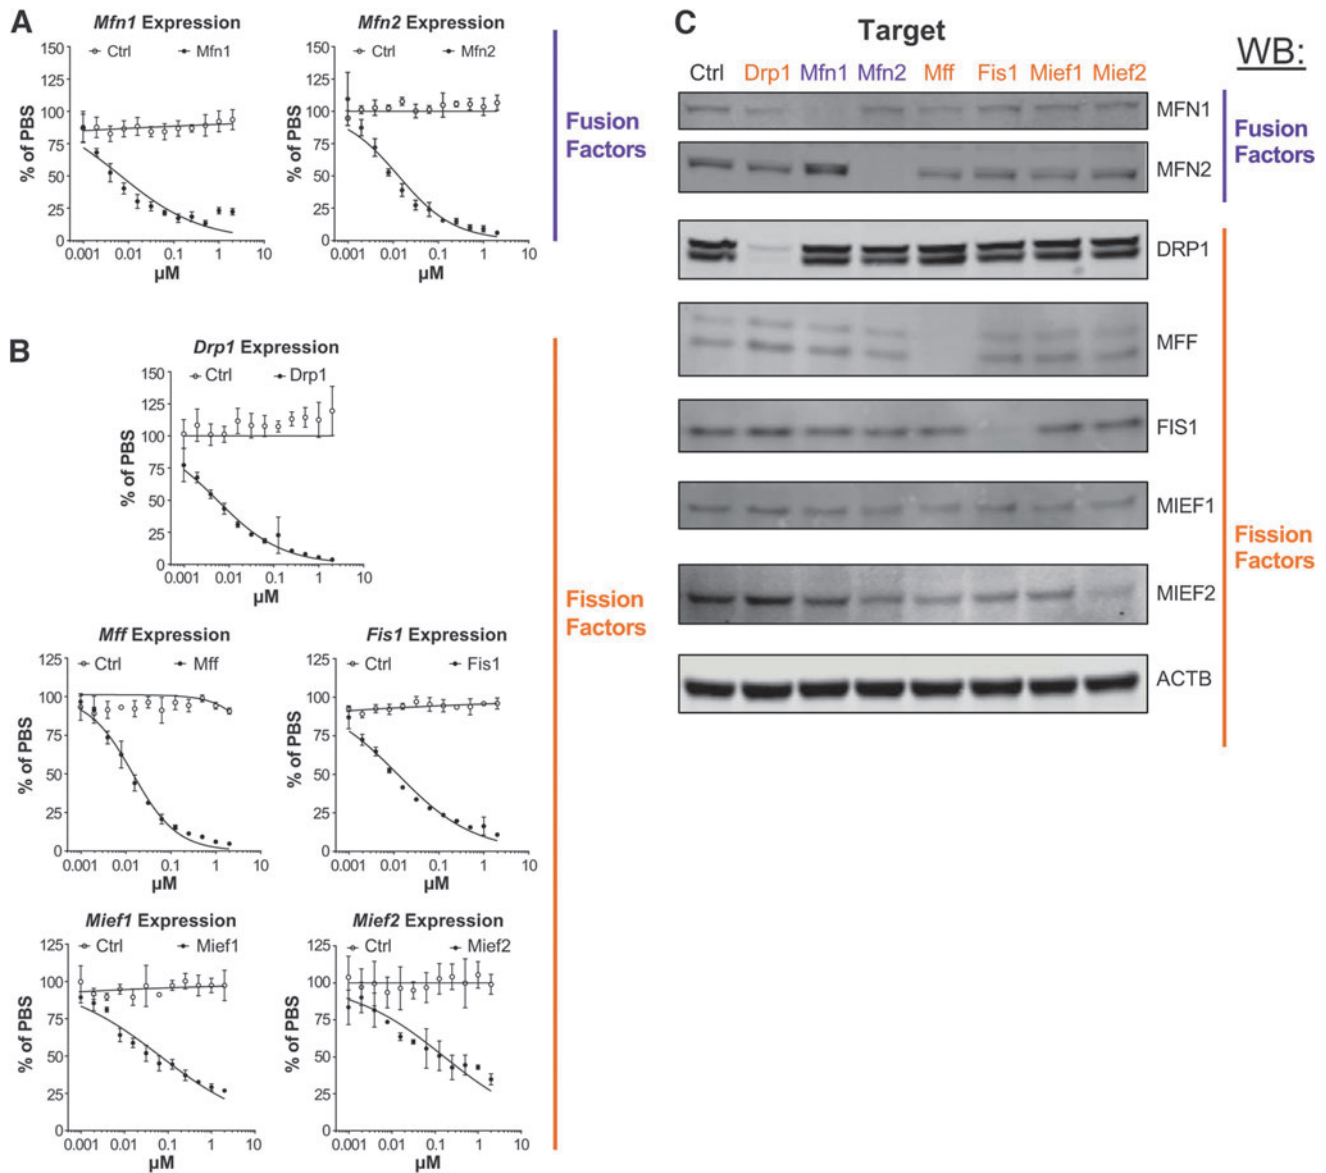 A
Mfn1 Expression
Ctrl Mfn1
% of PBS
150
125
100
75
50
25
0
0.001 0.01 0.1 1 10
µM
Mfn2 Expression
Ctrl Mfn2
% of PBS
150
125
100
75
50
25
0
0.001 0.01 0.1 1 10
µM
Fusion
Factors
B
Drp1 Expression
Ctrl Drp1
% of PBS
150
125
100
75
50
25
0
0.001 0.01 0.1 1 10
µM
Mff Expression
Ctrl Mff
% of PBS
125
100
75
50
25
0
0.001 0.01 0.1 1 10
µM
Fis1 Expression
Ctrl Fis1
% of PBS
125
100
75
50
25
0
0.001 0.01 0.1 1 10
µM
Mief1 Expression
Ctrl Mief1
% of PBS
125
100
75
50
25
0
0.001 0.01 0.1 1 10
µM
Mief2 Expression
Ctrl Mief2
% of PBS
125
100
75
50
25
0
0.001 0.01 0.1 1 10
µM
Fission
Factors
C
Target
WB:
Ctrl Drp1 Mfn1 Mfn2 Mff Fis1 Mief1 Mief2
MFN1
MFN2
Fusion
Factors
DRP1
MFF
FIS1
MIEF1
MIEF2
ACTB
Fission
Factors